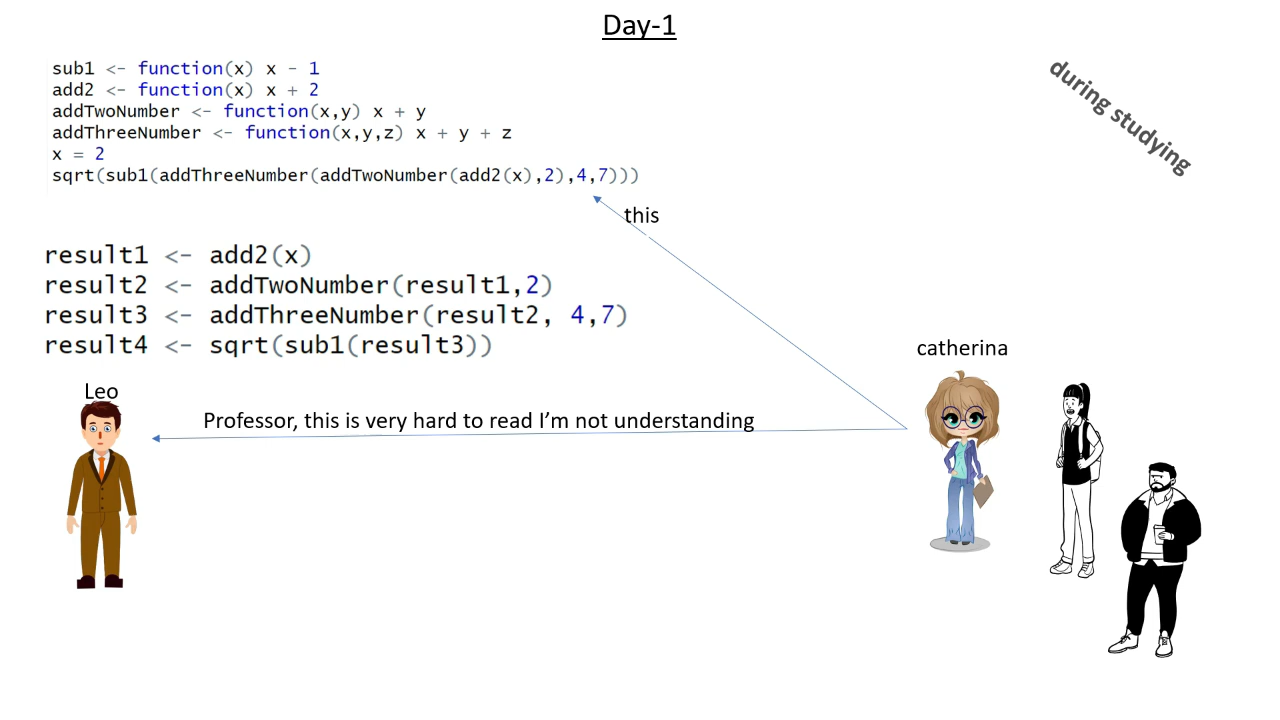 Day-1
during studying
sub1 <- function(x) x - 1
add2 <- function(x) x + 2
addTwoNumber <- function(x,y) x + y
addThreeNumber <- function(x,y,z) x + y + z
x = 2
sqrt(sub1(addThreeNumber(addTwoNumber(add2(x),2),4,7)))
this
result1 <- add2(x)
result2 <- addTwoNumber(result1,2)
result3 <- addThreeNumber(result2, 4,7)
result4 <- sqrt(sub1(result3))
catherina
Leo
Professor, this is very hard to read I’m not understanding